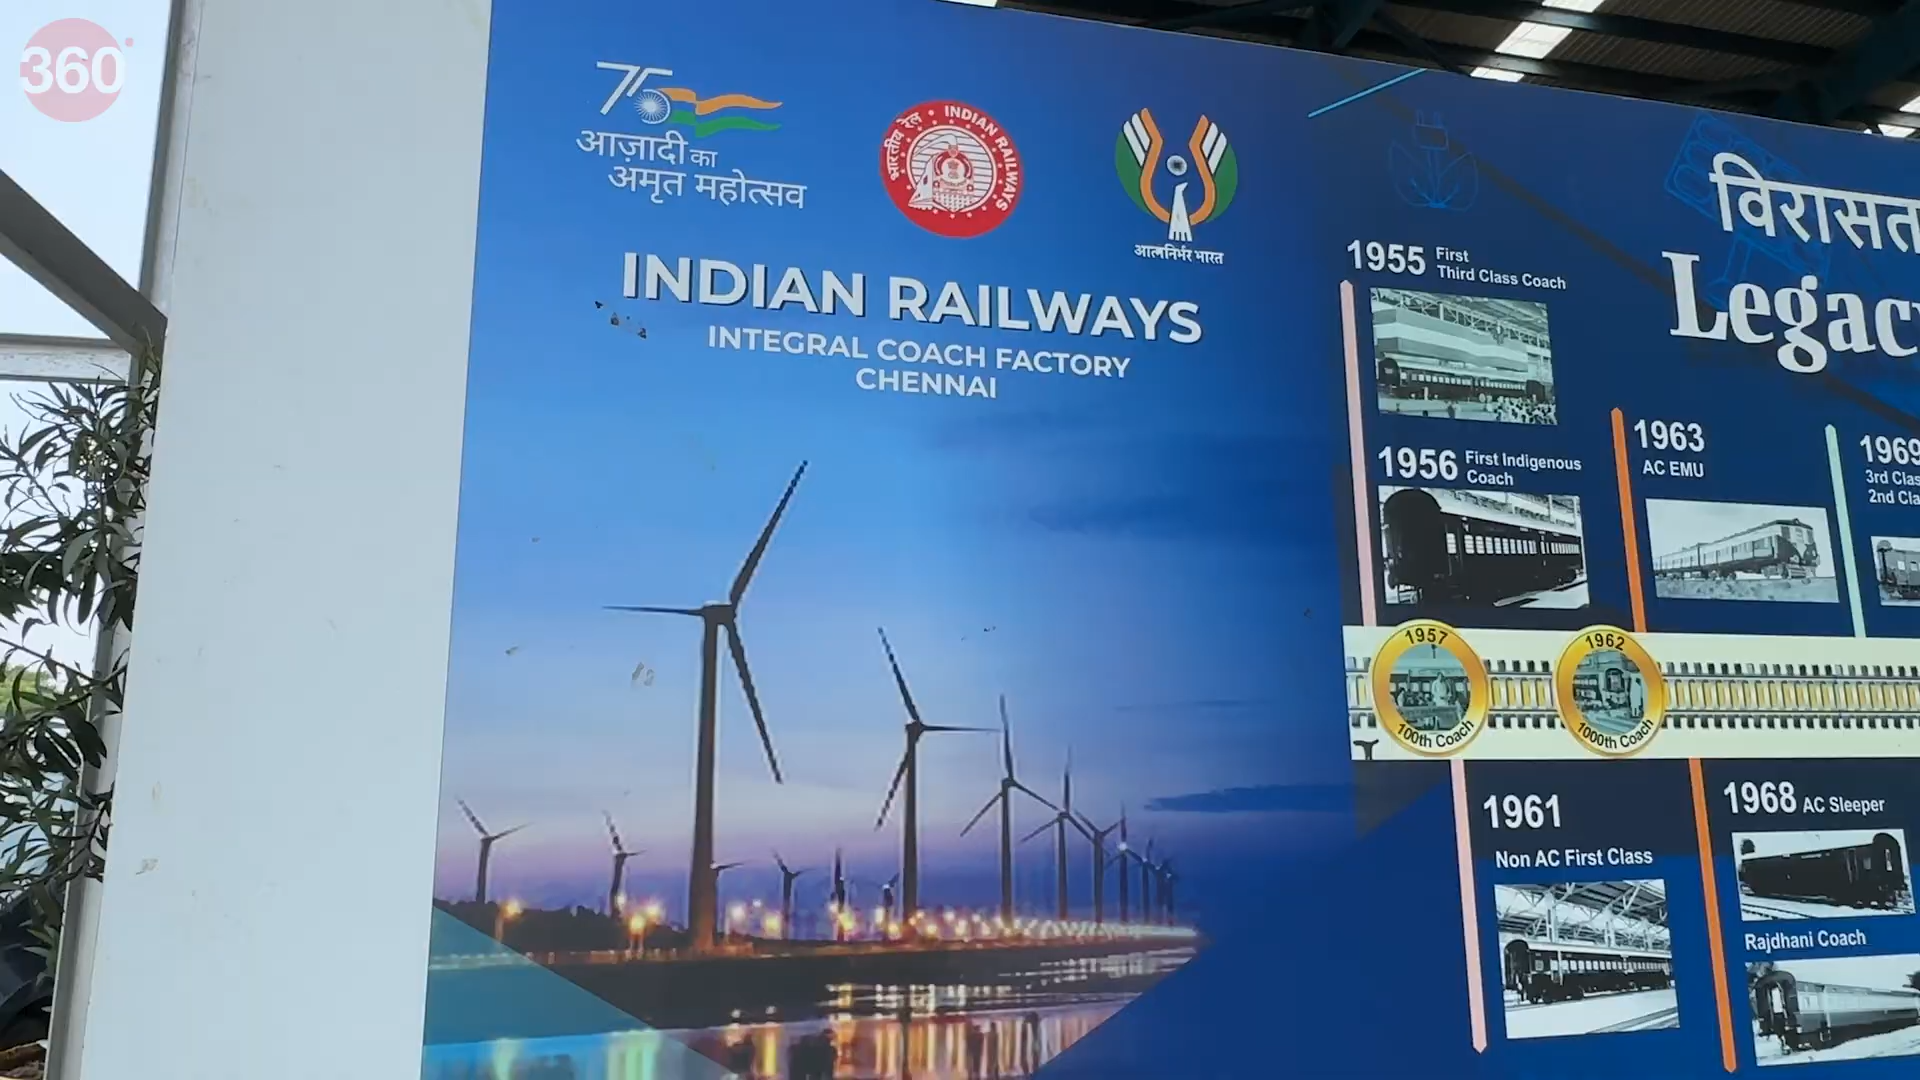 360°
75
आज़ादी का
अमृत महोत्सव
भारतीय रेल • INDIAN RAILWAYS
आत्मनिर्भर भारत
INDIAN RAILWAYS
INTEGRAL COACH FACTORY
CHENNAI
विरासत
Legacy
1955 First
Third Class Coach
1956 First Indigenous
Coach
1963
AC EMU
1969
3rd Clas
2nd Cla
1957
100th Coach
1962
1000th Coach
1961
Non AC First Class
1968 AC Sleeper
Rajdhani Coach